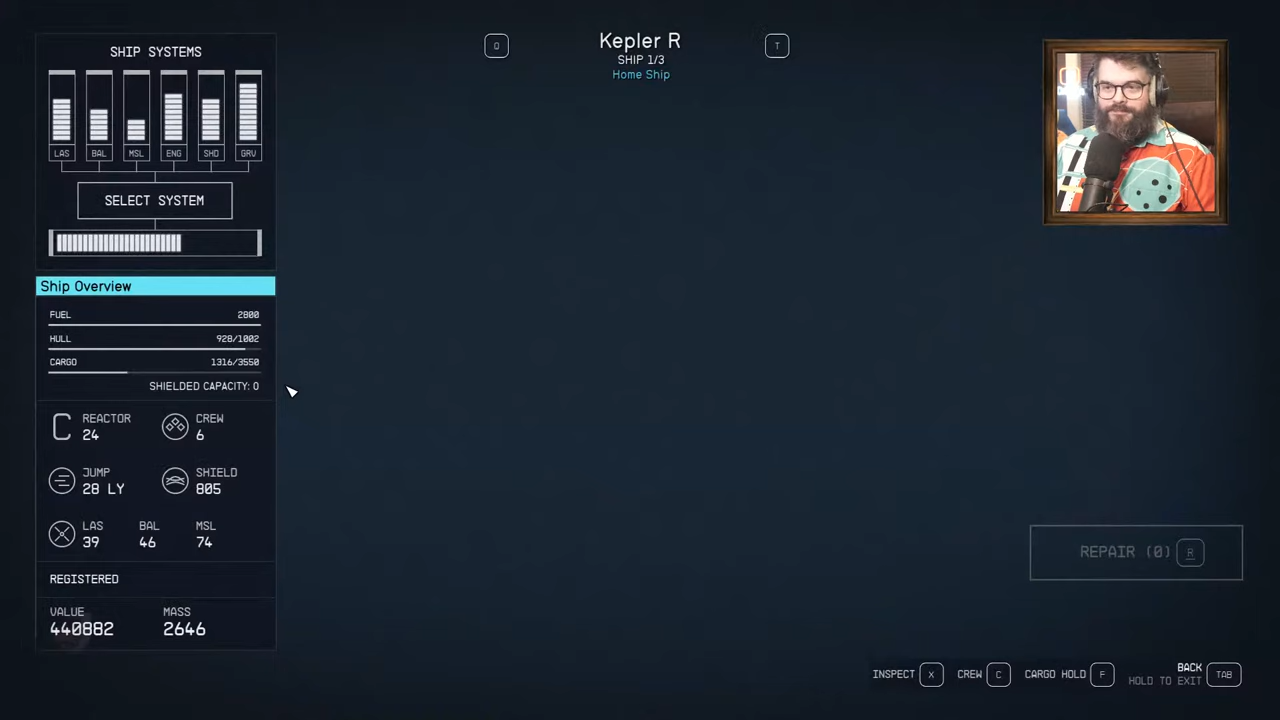 SHIP SYSTEMS
LAS BAL MSL ENG SHD GRV
SELECT SYSTEM
Q
Kepler R
T
SHIP 1/3
Home Ship
Ship Overview
FUEL 2800
HULL 928/1002
CARGO 1316/3550
SHIELDED CAPACITY: 0
C REACTOR 24
CREW 6
JUMP 28 LY
SHIELD 805
LAS 39
BAL 46
MSL 74
REGISTERED
VALUE 440882
MASS 2646
REPAIR (0) R
INSPECT X
CREW C
CARGO HOLD F
BACK
HOLD TO EXIT
TAB